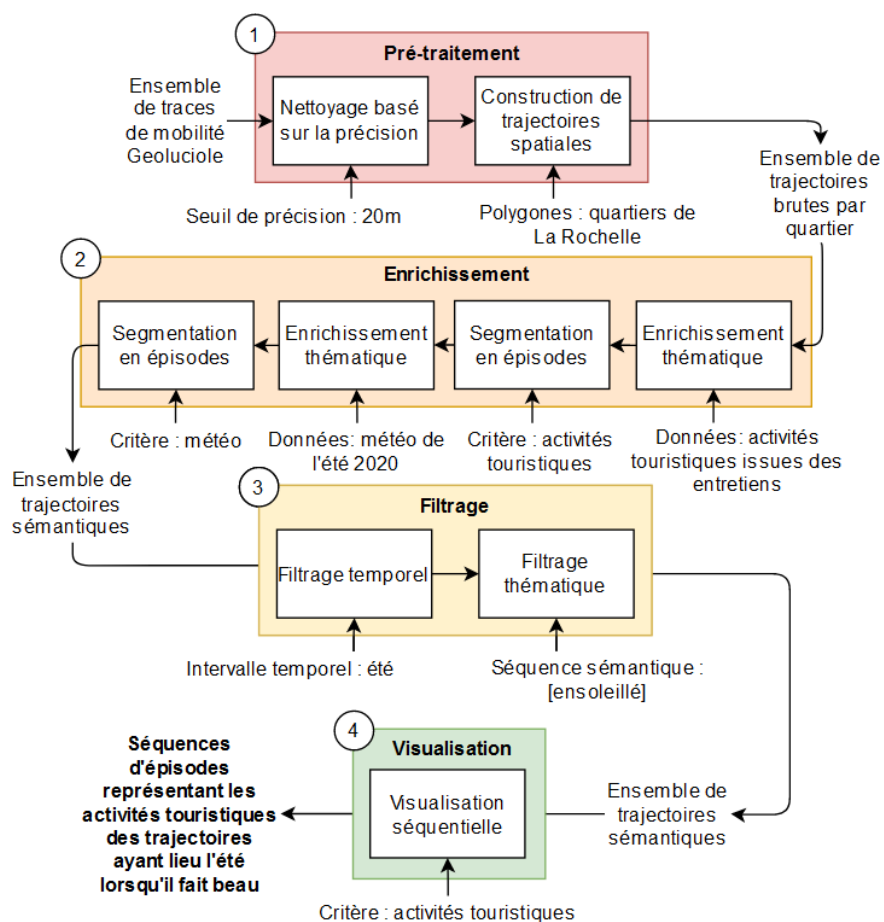 1
Pré-traitement
Ensemble
de traces
de mobilité
Geoluciole
Nettoyage basé
sur la précision
Construction de
trajectoires
spatiales
Seuil de précision : 20m
Polygones : quartiers de
La Rochelle
Ensemble de
trajectoires
brutes par
quartier
2
Enrichissement
Segmentation
en épisodes
Enrichissement
thématique
Segmentation
en épisodes
Enrichissement
thématique
Critère : météo
Données: météo de
l'été 2020
Critère : activités
touristiques
Données: activités
touristiques issues des
entretiens
Ensemble de
trajectoires
sémantiques
3
Filtrage
Filtrage temporel
Filtrage
thématique
Intervalle temporel : été
Séquence sémantique :
[ensoleillé]
4
Visualisation
Visualisation
séquentielle
Ensemble de
trajectoires
sémantiques
Critère : activités touristiques
Séquences
d'épisodes
représentant les
activités touristiques
des trajectoires
ayant lieu l'été
lorsqu'il fait beau